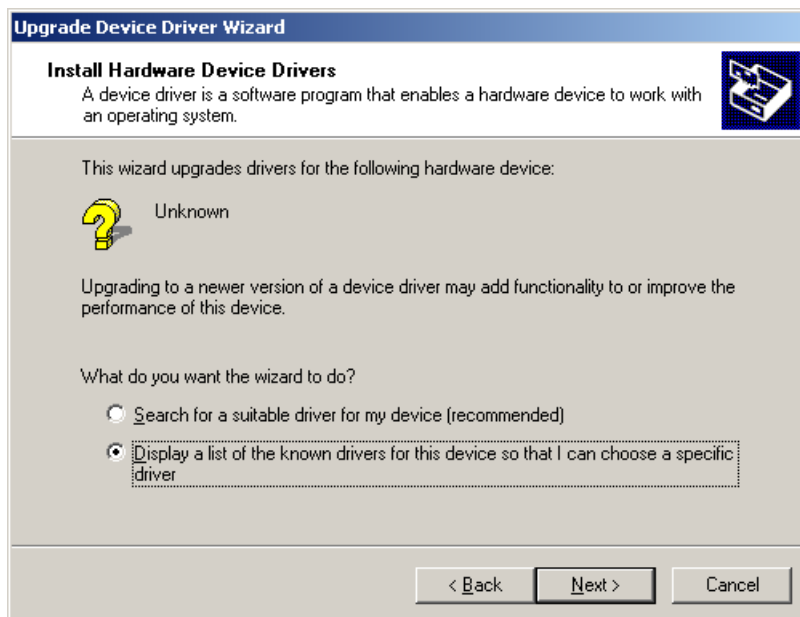 Upgrade Device Driver Wizard
Install Hardware Device Drivers
A device driver is a software program that enables a hardware device to work with
an operating system.
This wizard upgrades drivers for the following hardware device:
Unknown
Upgrading to a newer version of a device driver may add functionality to or improve the
performance of this device.
What do you want the wizard to do?
Search for a suitable driver for my device (recommended)
Display a list of the known drivers for this device so that I can choose a specific
driver
< Back Next > Cancel